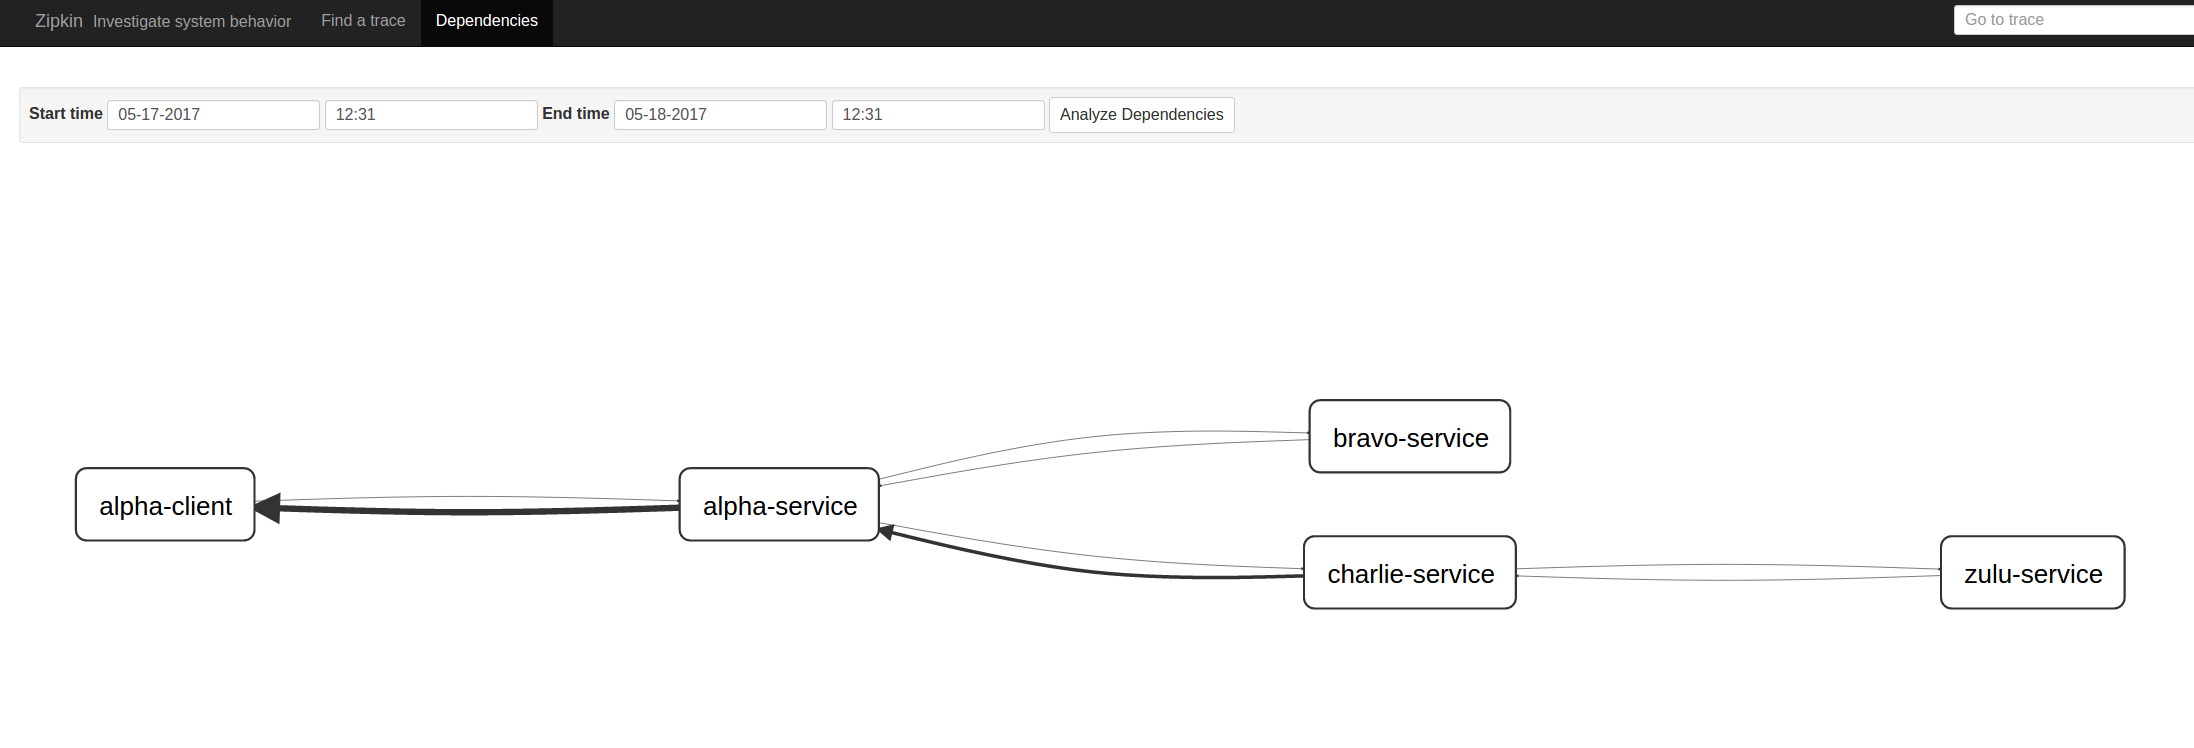 Zipkin Investigate system behavior Find a trace Dependencies Go to trace
Start time 05-17-2017 12:31 End time 05-18-2017 12:31 Analyze Dependencies
bravo-service
alpha-client alpha-service
charlie-service zulu-service